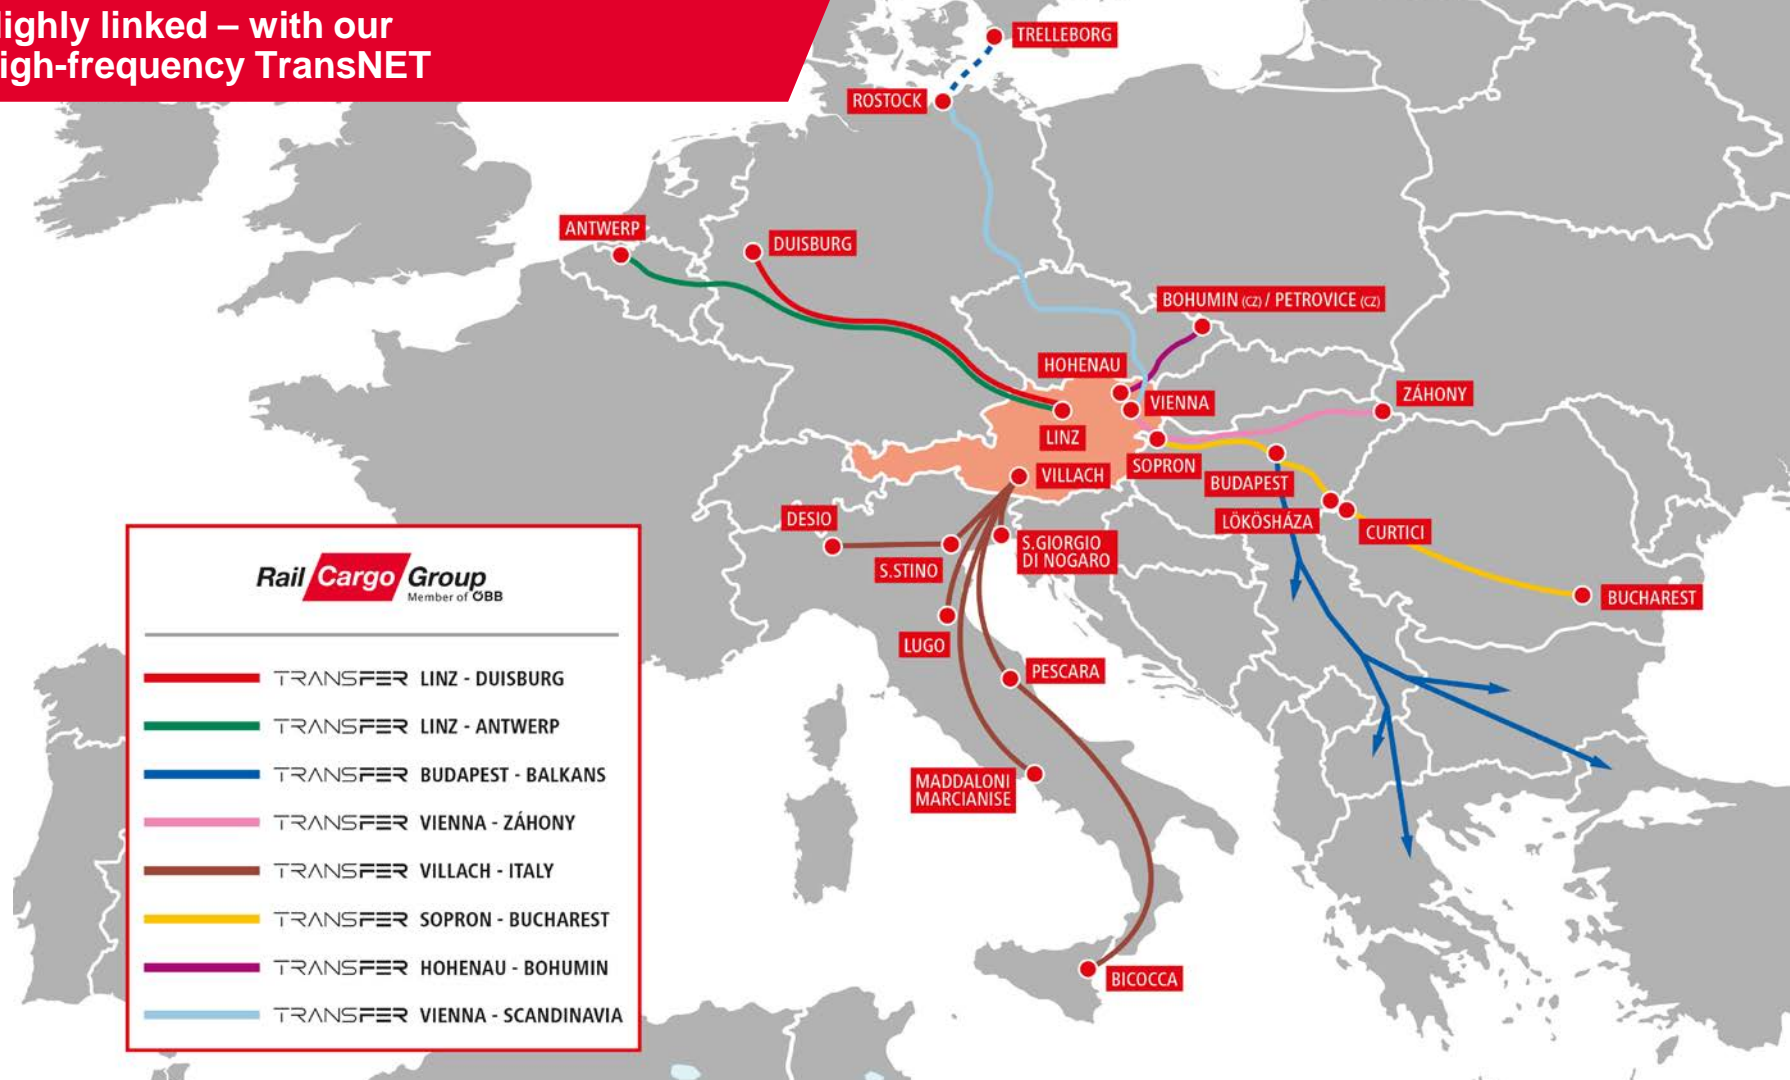 lighly linked – with our
igh-frequency TransNET
TRELLEBORG
ROSTOCK
ANTWERP
DUISBURG
BOHUMIN (CZ) / PETROVICE (CZ)
HOHENAU
VIENNA
ZÁHONY
LINZ
SOPRON
VILLACH
BUDAPEST
DESIO
LÖKÖSHÁZA
CURTICI
S.STINO
S.GIORGIO
DI NOGARO
BUCHAREST
LUGO
PESCARA
MADDALONI
MARCIANISE
BICOCCA
Rail Cargo Group
Member of ÖBB
TRANSFER LINZ - DUISBURG
TRANSFER LINZ - ANTWERP
TRANSFER BUDAPEST - BALKANS
TRANSFER VIENNA - ZÁHONY
TRANSFER VILLACH - ITALY
TRANSFER SOPRON - BUCHAREST
TRANSFER HOHENAU - BOHUMIN
TRANSFER VIENNA - SCANDINAVIA